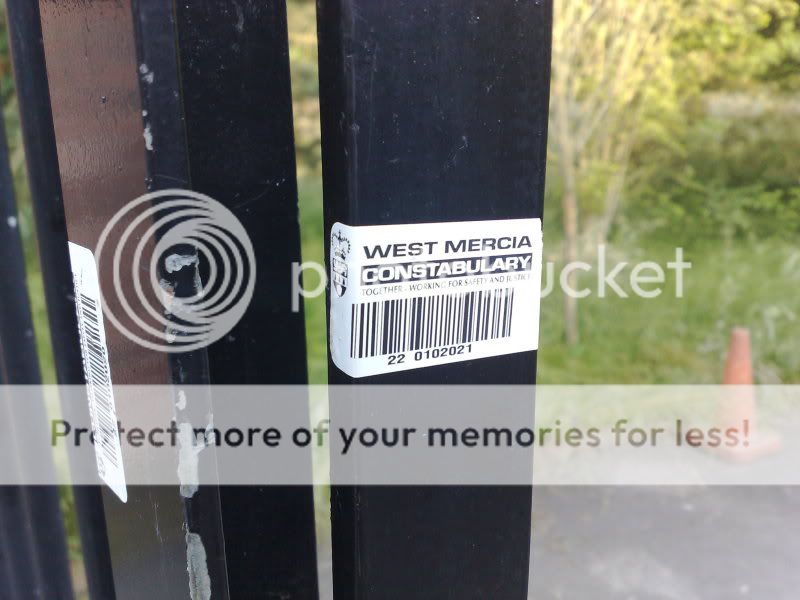 WEST MERCIA
CONSTABULARY
TOGETHER - WORKING FOR SAFETY AND JUSTICE
22 0102021
photobucket
Protect more of your memories for less!